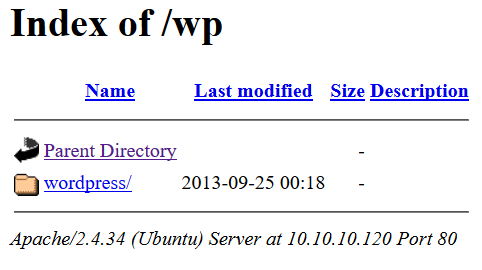 Index of /wp
Name Last modified Size Description
Parent Directory -
wordpress/ 2013-09-25 00:18 -
Apache/2.4.34 (Ubuntu) Server at 10.10.10.120 Port 80